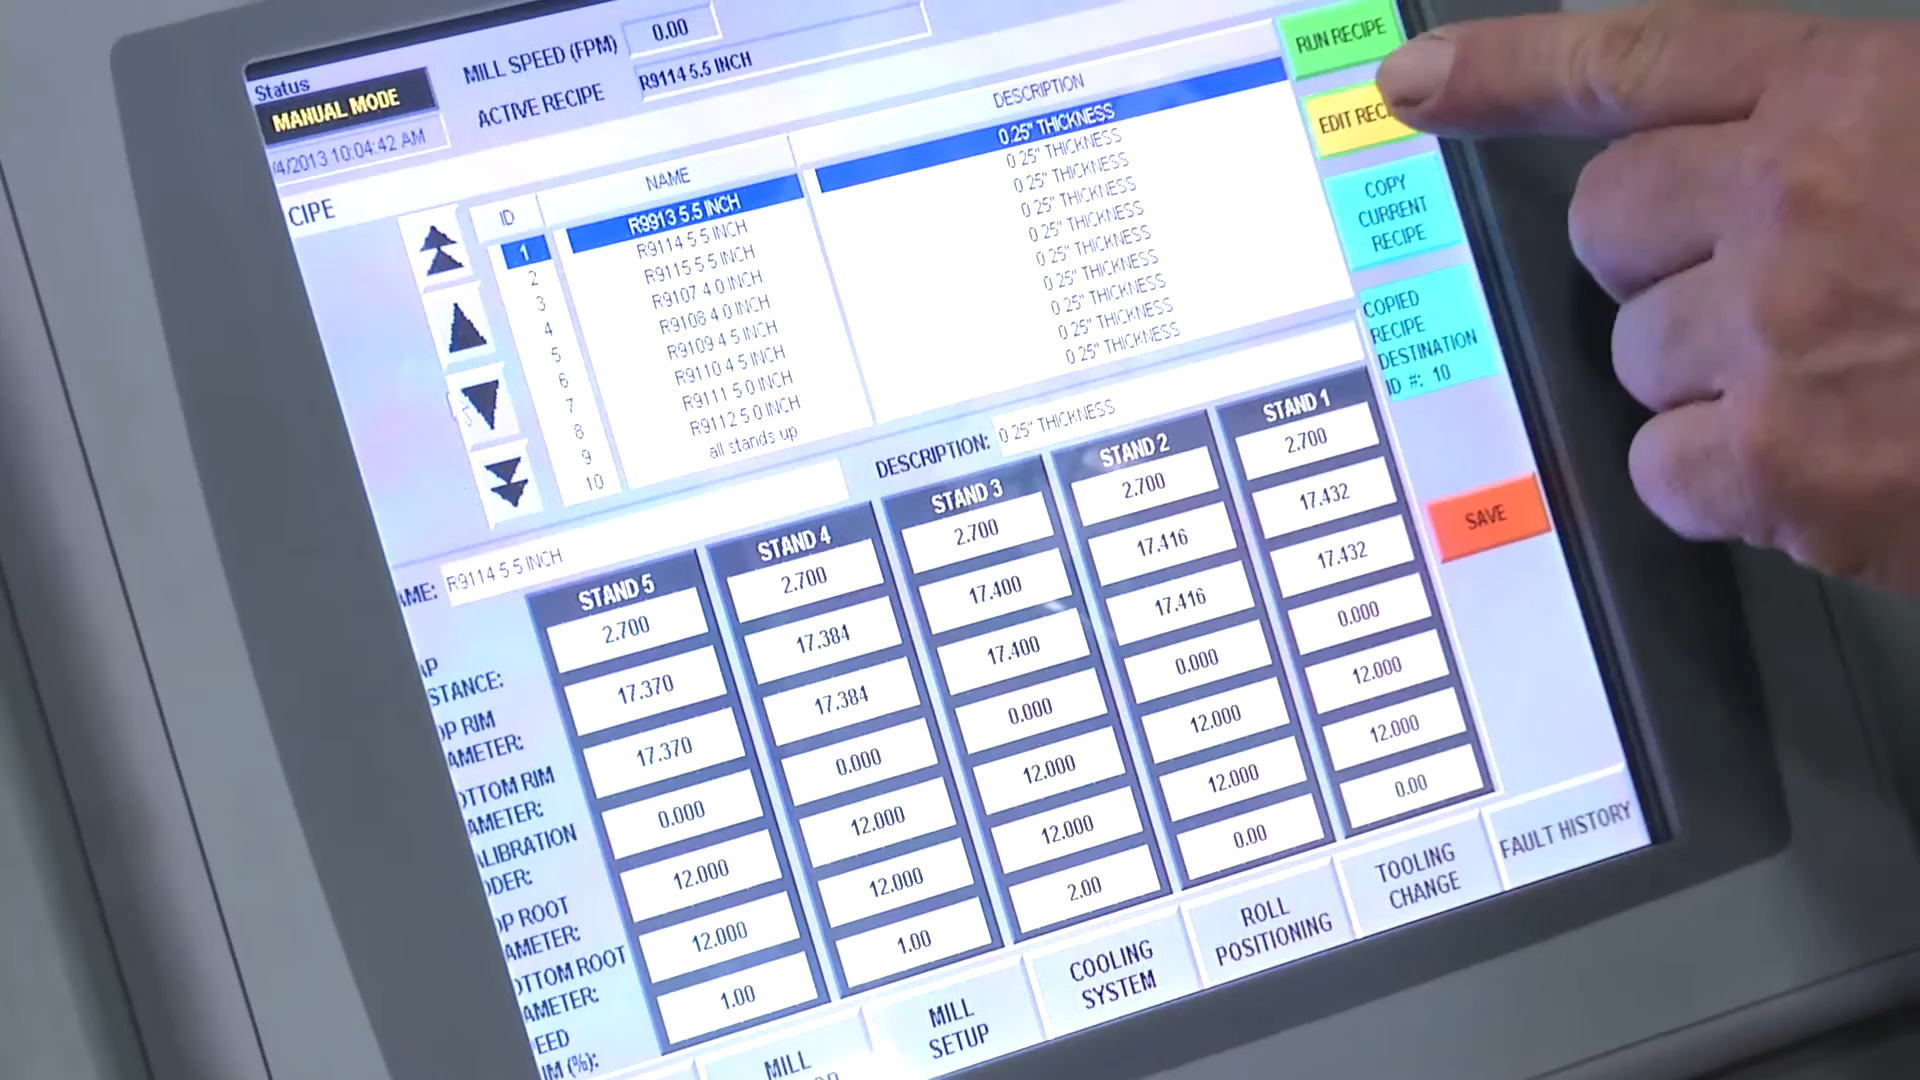 Status
MANUAL MODE
/4/2013 10:04:42 AM
MILL SPEED (FPM)
0.00
ACTIVE RECIPE
R9114 5.5 INCH
CIPE
ID
NAME
DESCRIPTION
1 R9913 5.5 INCH 0.25" THICKNESS
2 R9114 5.5 INCH 0.25" THICKNESS
3 R9115 5.5 INCH 0.25" THICKNESS
4 R9107 4.0 INCH 0.25" THICKNESS
5 R9108 4.0 INCH 0.25" THICKNESS
6 R9109 4.5 INCH 0.25" THICKNESS
7 R9110 4.5 INCH 0.25" THICKNESS
8 R9111 5.0 INCH 0.25" THICKNESS
9 R9112 5.0 INCH 0.25" THICKNESS
10 all stands up 0.25" THICKNESS
RUN RECIPE
EDIT RECI
COPY
CURRENT
RECIPE
COPIED
RECIPE
DESTINATION
ID #: 10
SAVE
AME: R9114 5.5 INCH
DESCRIPTION: 0.25" THICKNESS
STAND 5 STAND 4 STAND 3 STAND 2 STAND 1
AP
STANCE:
2.700 2.700 2.700 2.700 2.700
OP RIM
AMETER:
17.370 17.384 17.400 17.416 17.432
OTTOM RIM
AMETER:
17.370 17.384 17.400 17.416 17.432
ALIBRATION
DDER:
0.000 0.000 0.000 0.000 0.000
OP ROOT
AMETER:
12.000 12.000 12.000 12.000 12.000
OTTOM ROOT
AMETER:
12.000 12.000 12.000 12.000 12.000
EED
IM (%):
1.00 1.00 2.00 0.00 0.00
MILL
MILL
SETUP
COOLING
SYSTEM
ROLL
POSITIONING
TOOLING
CHANGE
FAULT HISTORY